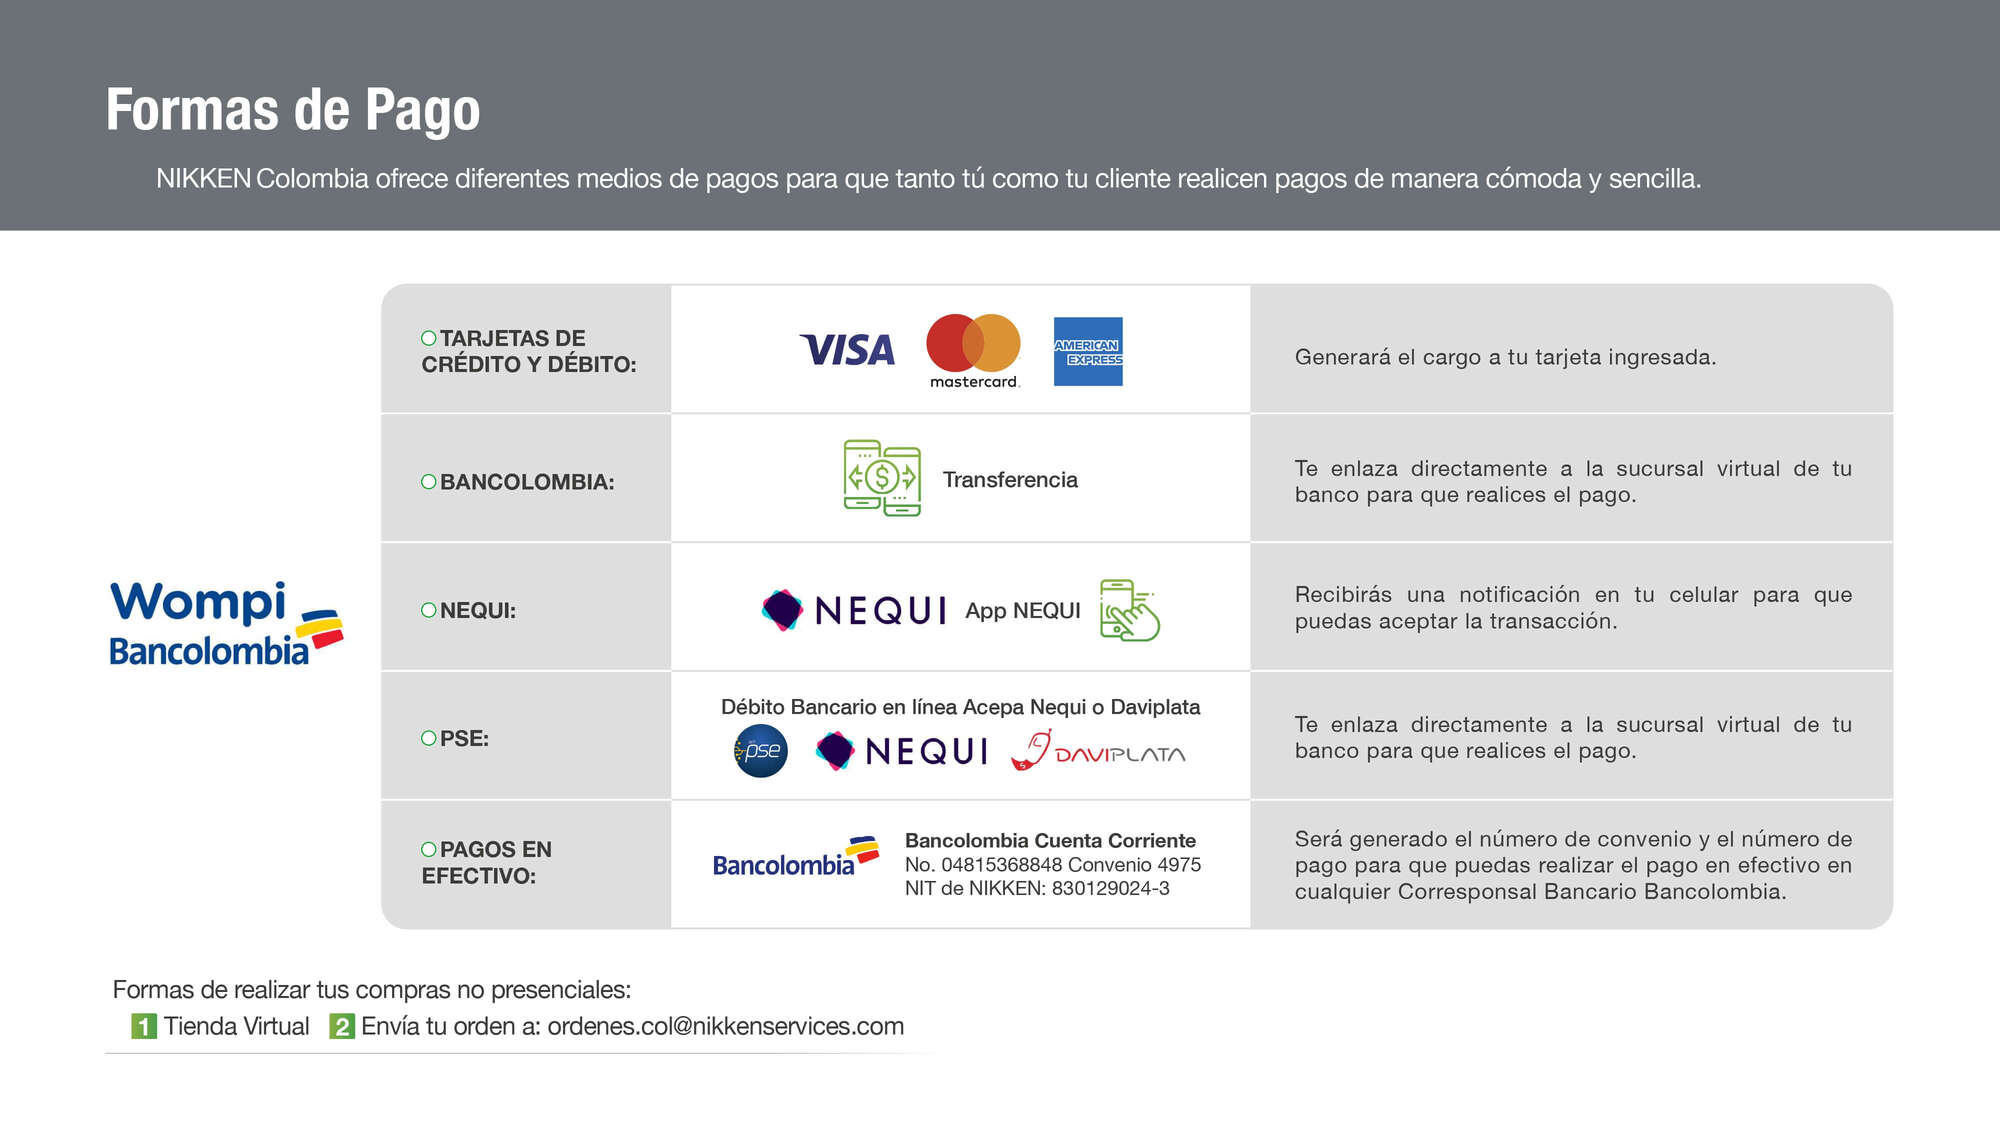 Formas de Pago
NIKKEN Colombia ofrece diferentes medios de pagos para que tanto tú como tu cliente realicen pagos de manera cómoda y sencilla.
Wompi
Bancolombia
TARJETAS DE
CRÉDITO Y DÉBITO:
VISA
mastercard.
AMERICAN
EXPRESS
Generará el cargo a tu tarjeta ingresada.
BANCOLOMBIA:
Transferencia
Te enlaza directamente a la sucursal virtual de tu
banco para que realices el pago.
NEQUI:
NEQUI
App NEQUI
Recibirás una notificación en tu celular para que
puedas aceptar la transacción.
PSE:
Débito Bancario en línea Acepa Nequi o Daviplata
pse
NEQUI
DAVIPLATA
Te enlaza directamente a la sucursal virtual de tu
banco para que realices el pago.
PAGOS EN
EFECTIVO:
Bancolombia
Bancolombia Cuenta Corriente
No. 04815368848 Convenio 4975
NIT de NIKKEN: 830129024-3
Será generado el número de convenio y el número de
pago para que puedas realizar el pago en efectivo en
cualquier Corresponsal Bancario Bancolombia.
Formas de realizar tus compras no presenciales:
1 Tienda Virtual 2 Envía tu orden a: ordenes.col@nikkenservices.com